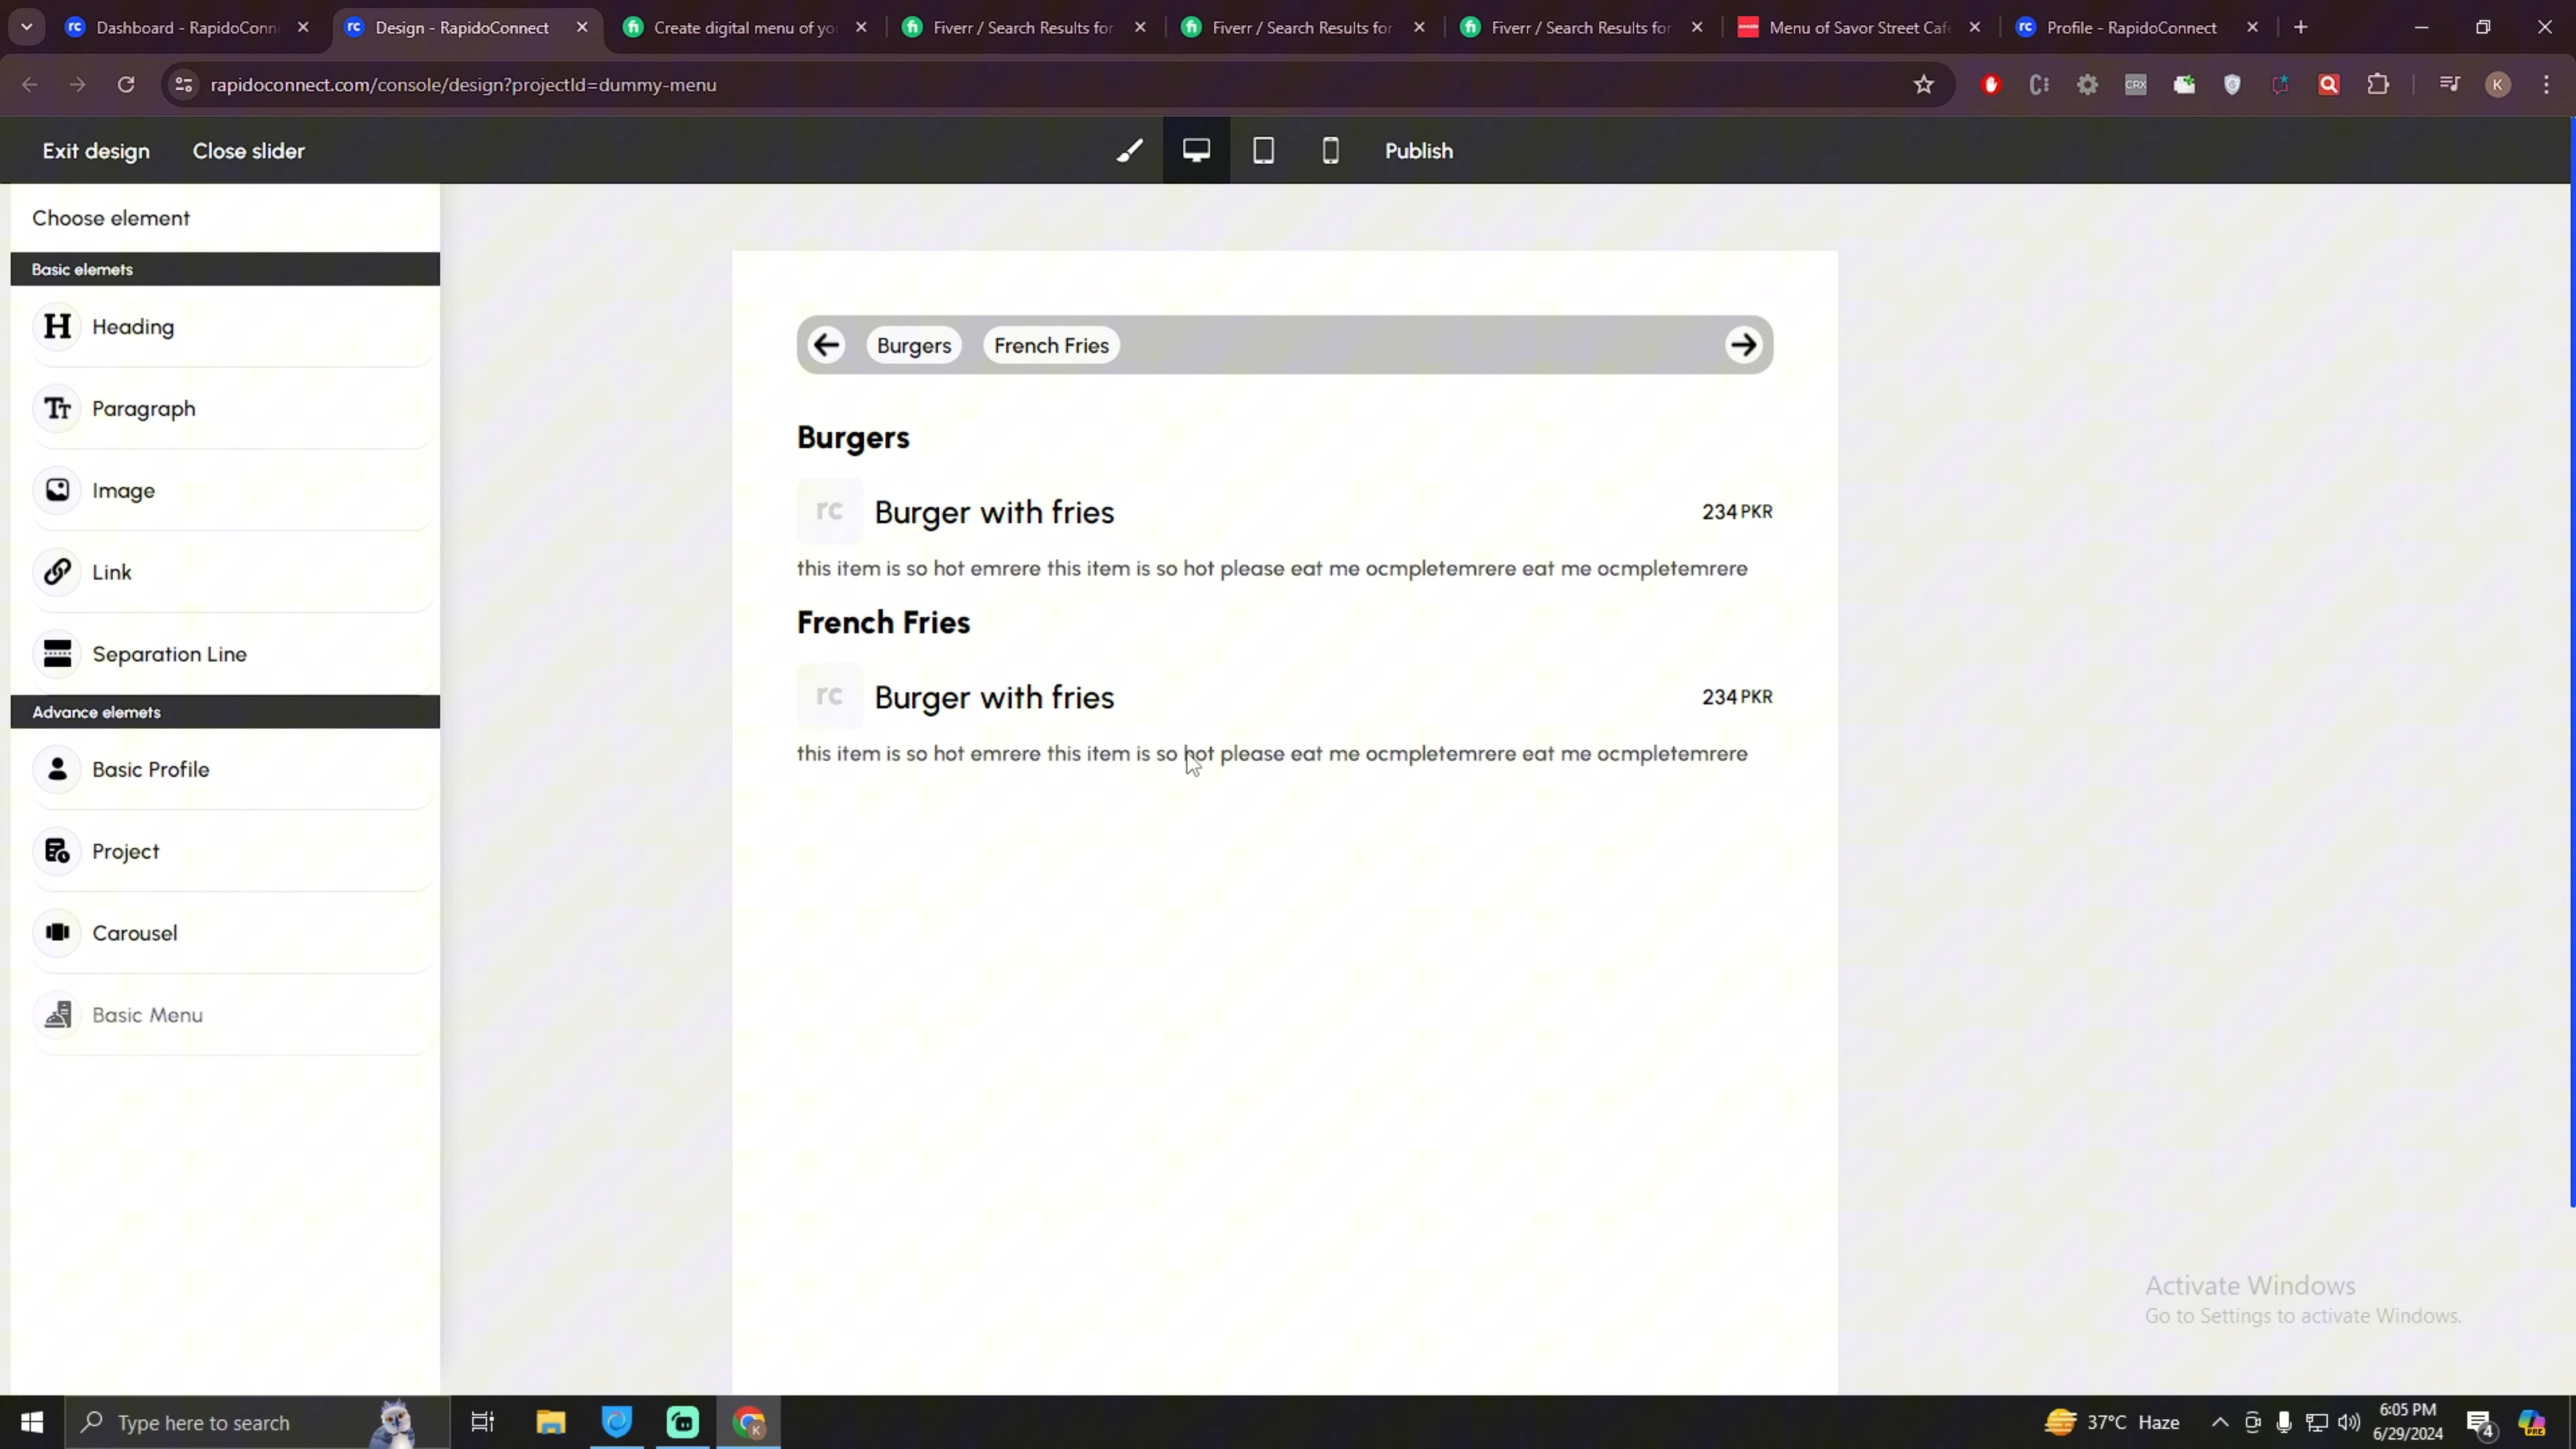 Dashboard - RapidoConn
Design - RapidoConnect
Create digital menu of yo
Fiverr / Search Results for
Fiverr / Search Results for
Fiverr / Search Results for
Menu of Savor Street Caf
Profile - RapidoConnect
rapidoconnect.com/console/design?projectId=dummy-menu
CRX
K
Exit design
Close slider
Publish
Choose element
Basic elemets
Heading
Paragraph
Image
Link
Separation Line
Advance elemets
Basic Profile
Project
Carousel
Basic Menu
Burgers
French Fries
Burgers
rc
Burger with fries
234 PKR
this item is so hot emrere this item is so hot please eat me ocmpletemrere eat me ocmpletemrere
French Fries
rc
Burger with fries
234 PKR
this item is so hot emrere this item is so hot please eat me ocmpletemrere eat me ocmpletemrere
Activate Windows
Go to Settings to activate Windows.
Type here to search
37°C Haze
6:05 PM
6/29/2024
4
PRE